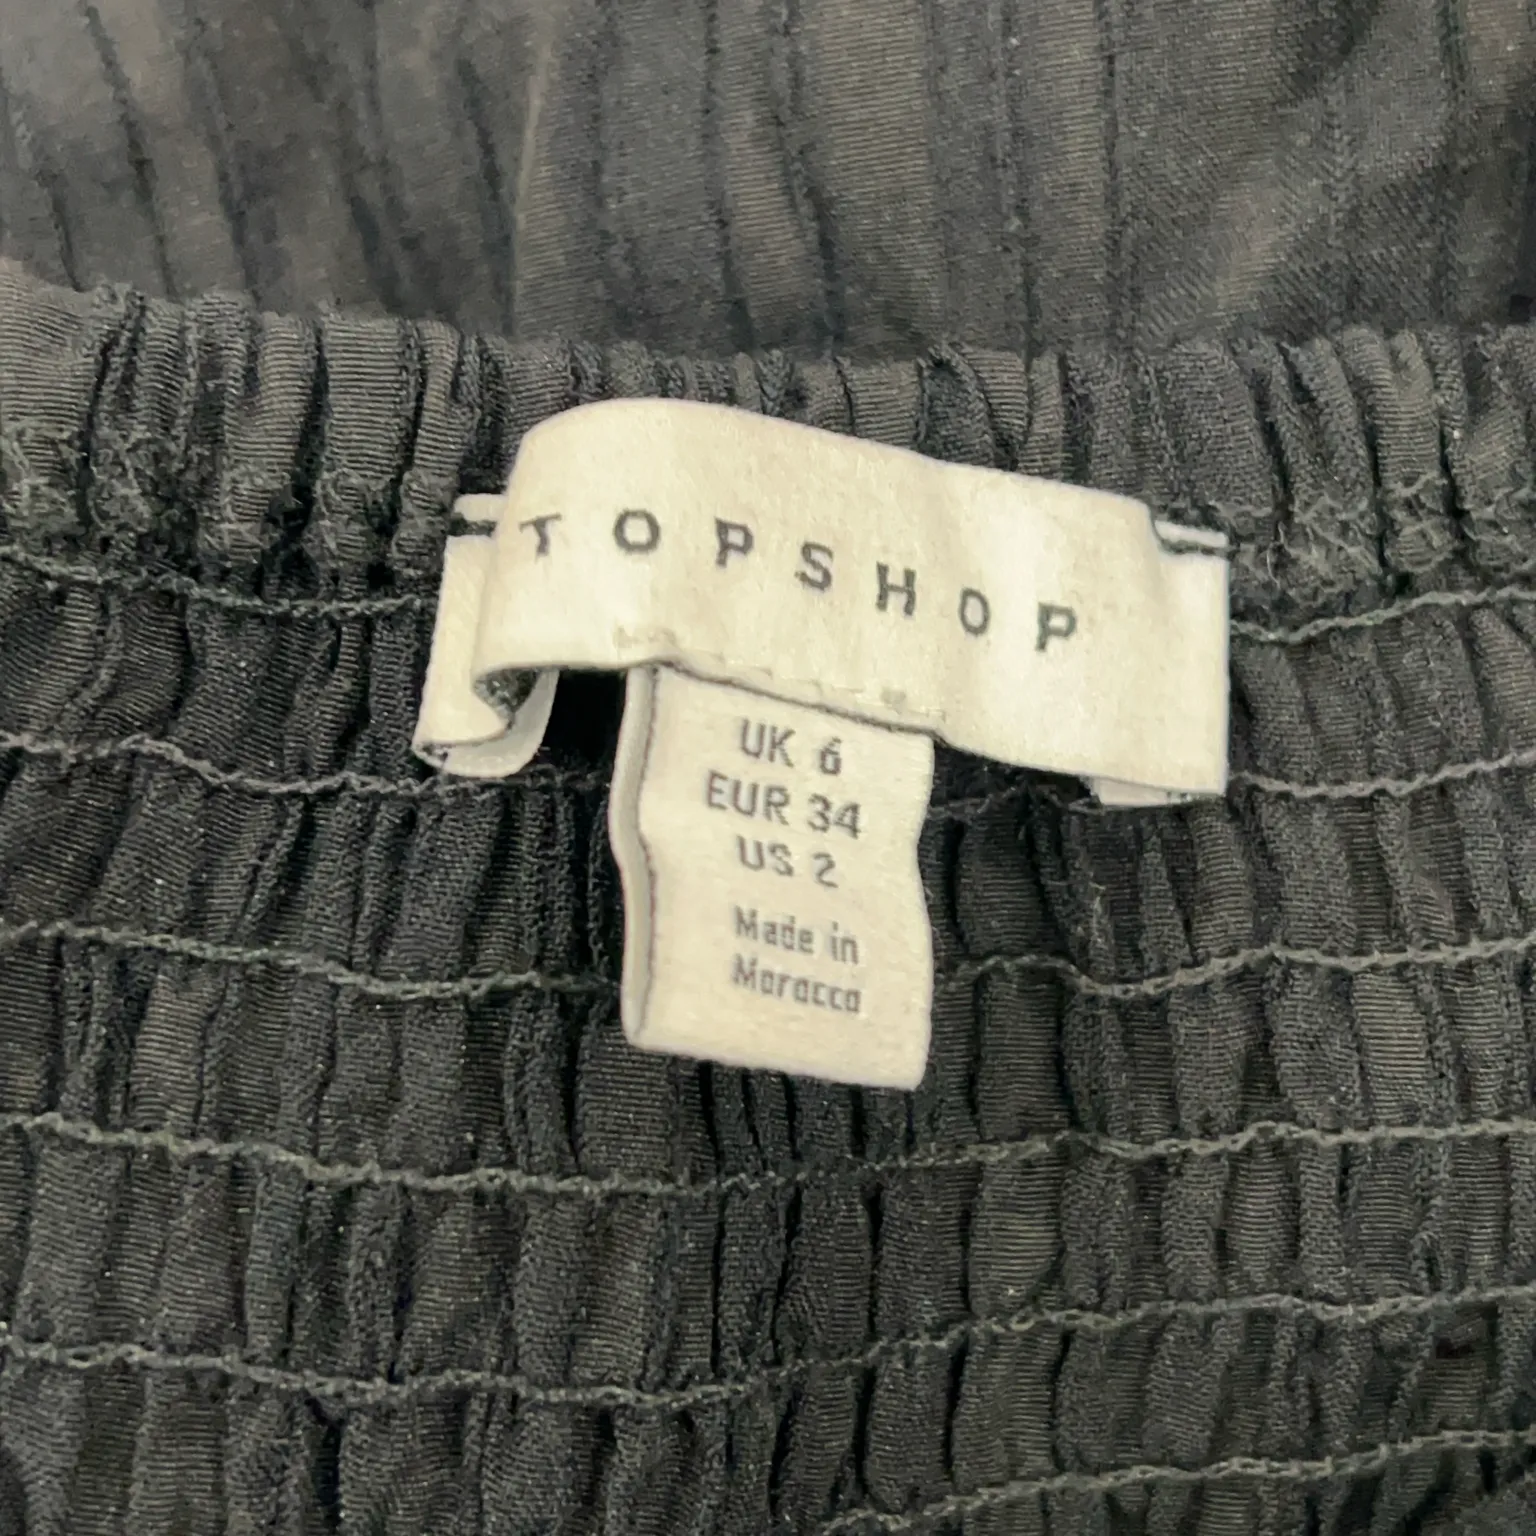 TOPSHOP
UK 6
EUR 34
US 2
Made in
Morocco